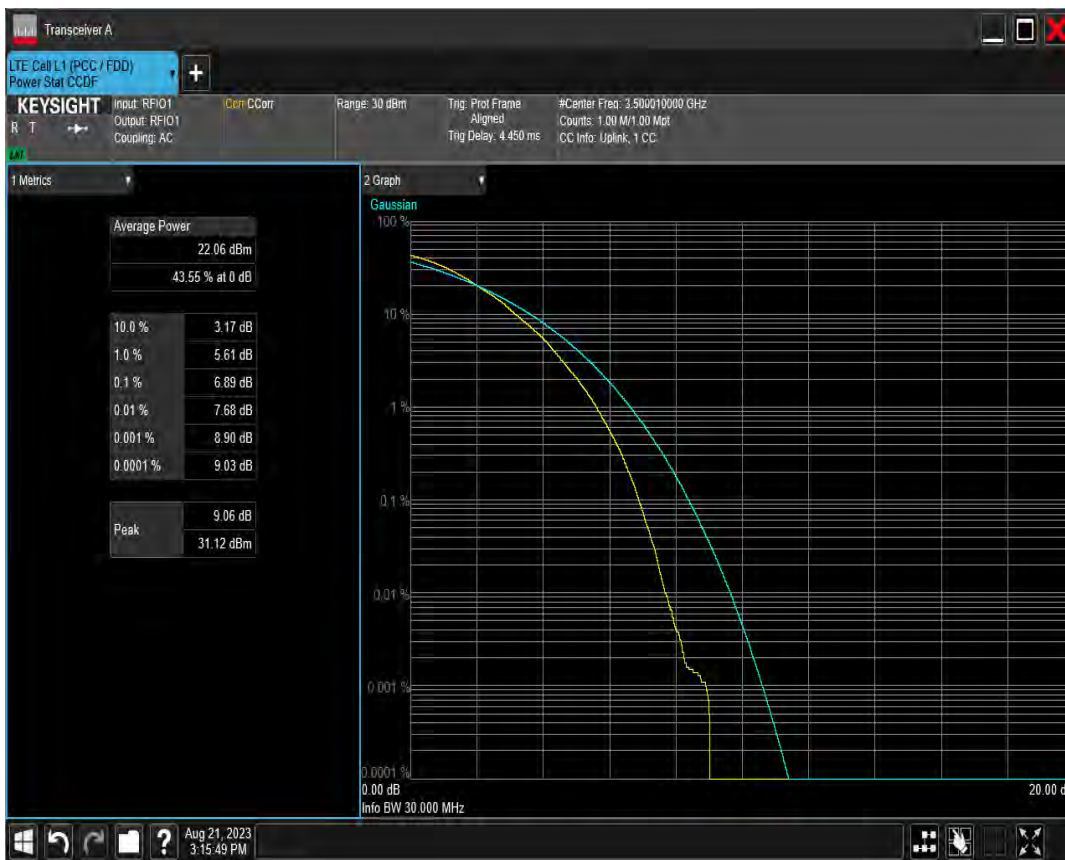 Transceiver A
LTE Cell L1 (PCC / FDD)
Power Stat CCDF
+
KEYSIGHT
R T
LXI
Input: RFIO1
Output: RFIO1
Coupling: AC
Corr CCorr
Range: 30 dBm
Trig: Prot Frame
Aligned
Trig Delay: 4.450 ms
#Center Freq: 3.500010000 GHz
Counts: 1.00 M/1.00 Mpt
CC Info: Uplink, 1 CC
1 Metrics
Average Power
22.06 dBm
43.55 % at 0 dB
10.0 % 3.17 dB
1.0 % 5.61 dB
0.1 % 6.89 dB
0.01 % 7.68 dB
0.001 % 8.90 dB
0.0001 % 9.03 dB
Peak
9.06 dB
31.12 dBm
2 Graph
Gaussian
100 %
10 %
1 %
0.1 %
0.01 %
0.001 %
0.0001 %
0.00 dB 20.00 d
Info BW 30.000 MHz
?
Aug 21, 2023
3:15:49 PM